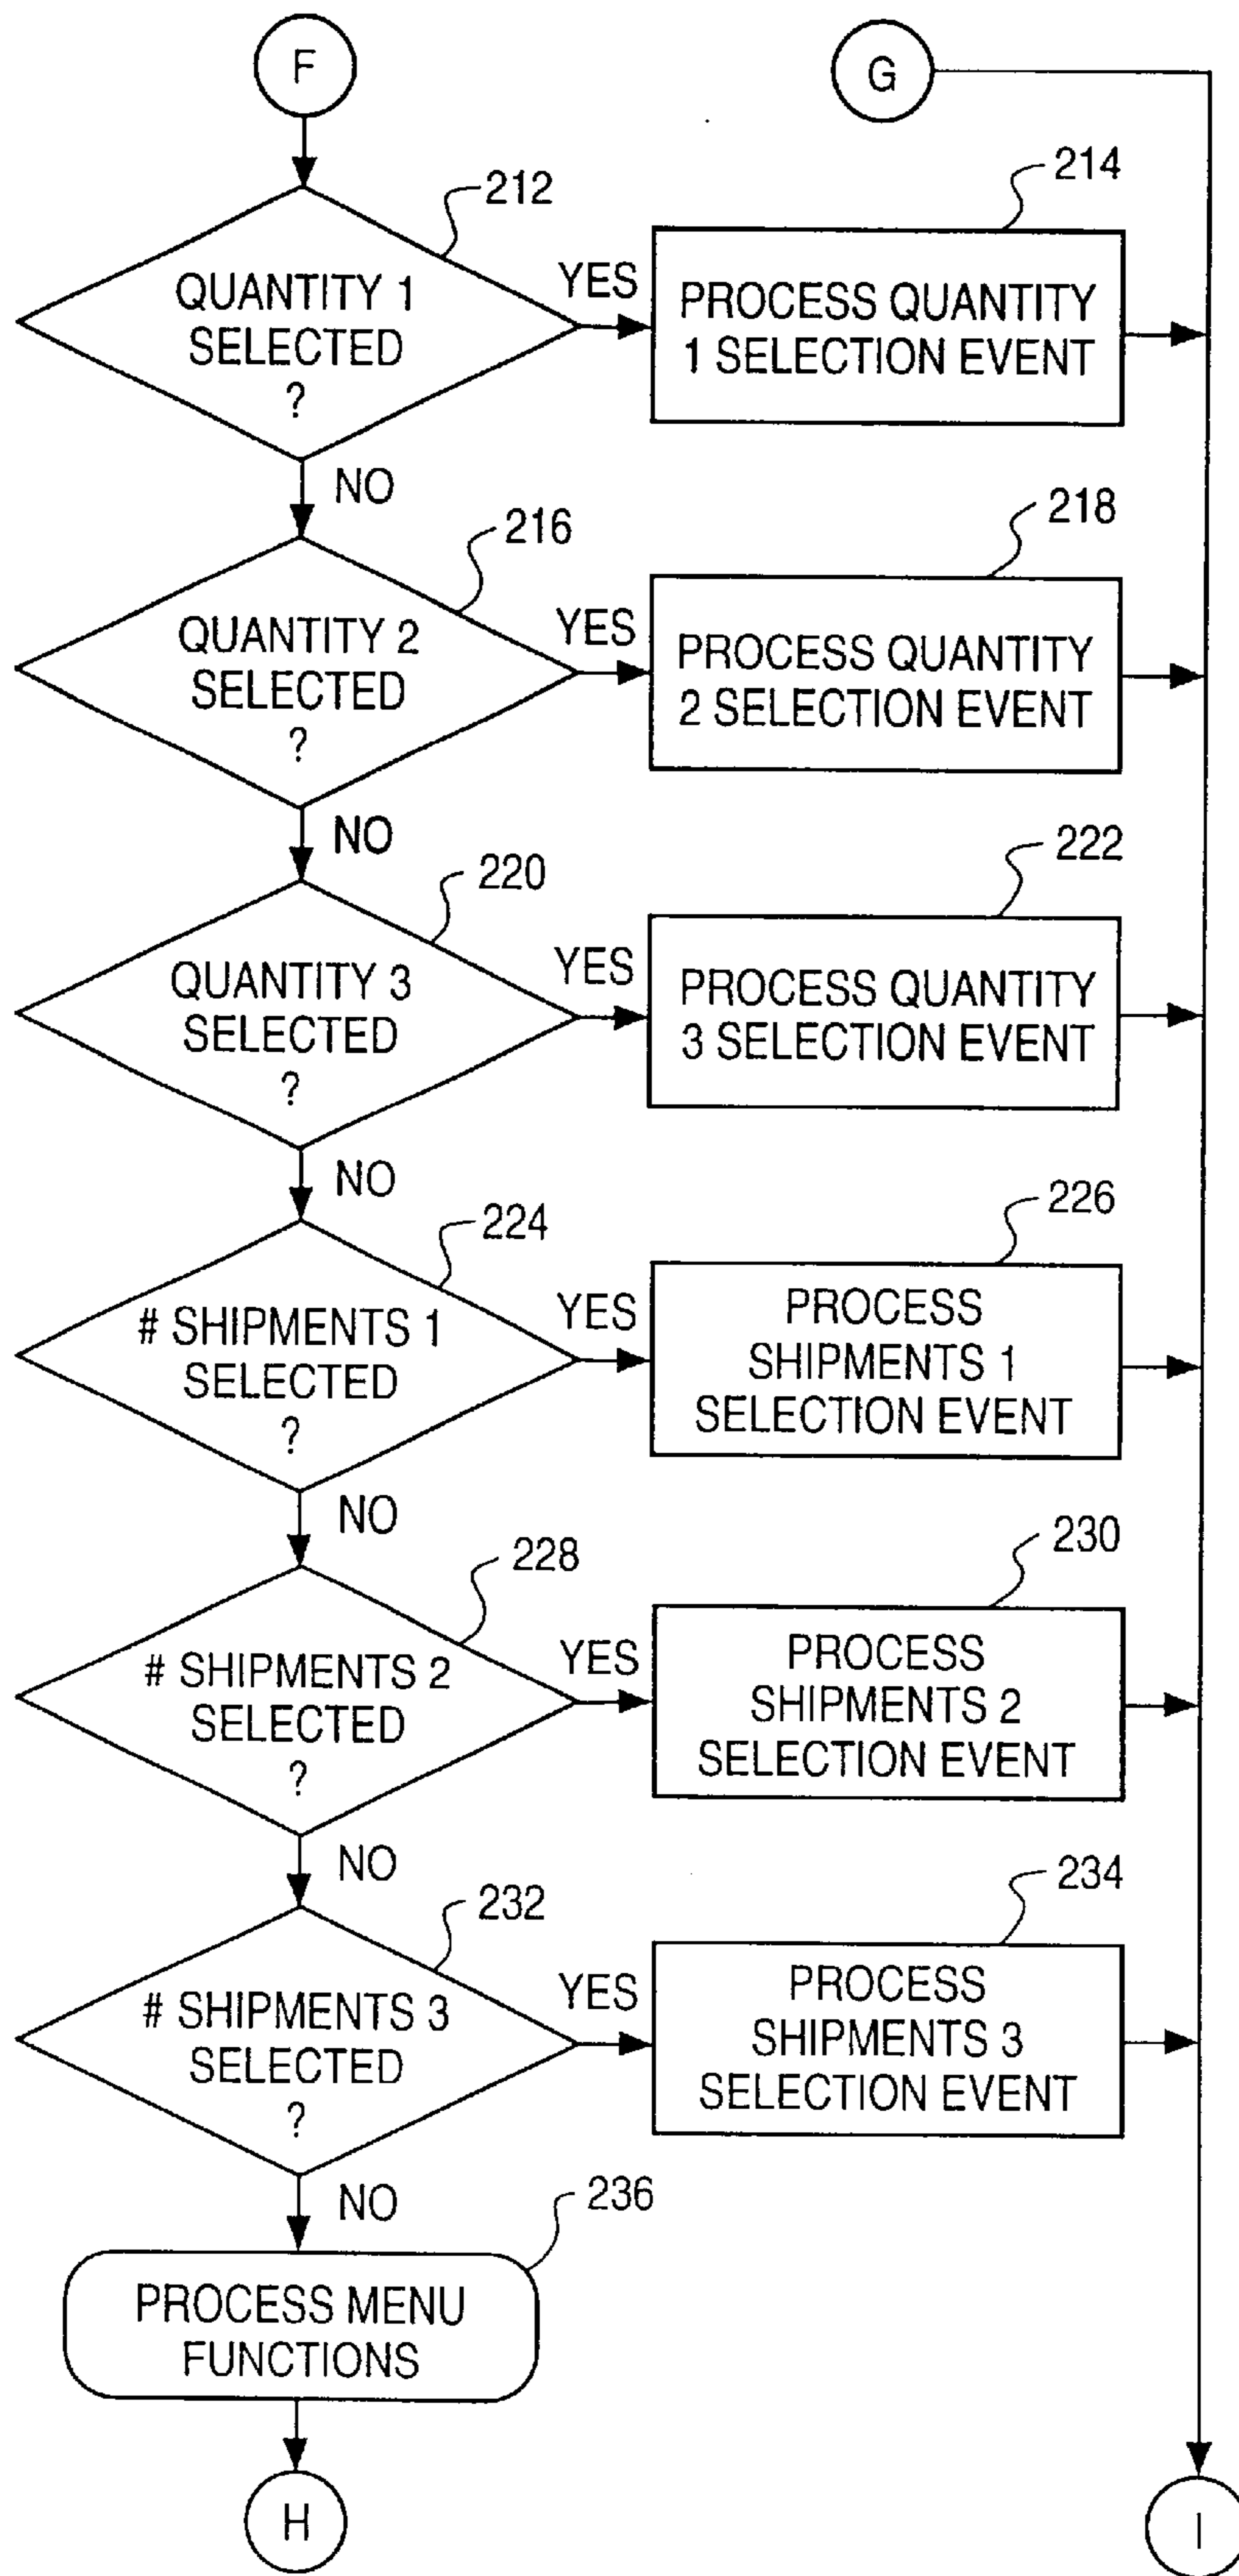 F
G
212
214
QUANTITY 1
SELECTED
?
YES
PROCESS QUANTITY
1 SELECTION EVENT
NO
216
218
QUANTITY 2
SELECTED
?
YES
PROCESS QUANTITY
2 SELECTION EVENT
NO
220
222
QUANTITY 3
SELECTED
?
YES
PROCESS QUANTITY
3 SELECTION EVENT
NO
224
226
# SHIPMENTS 1
SELECTED
?
YES
PROCESS
SHIPMENTS 1
SELECTION EVENT
NO
228
230
# SHIPMENTS 2
SELECTED
?
YES
PROCESS
SHIPMENTS 2
SELECTION EVENT
NO
232
234
# SHIPMENTS 3
SELECTED
?
YES
PROCESS
SHIPMENTS 3
SELECTION EVENT
NO
236
PROCESS MENU
FUNCTIONS
H
I